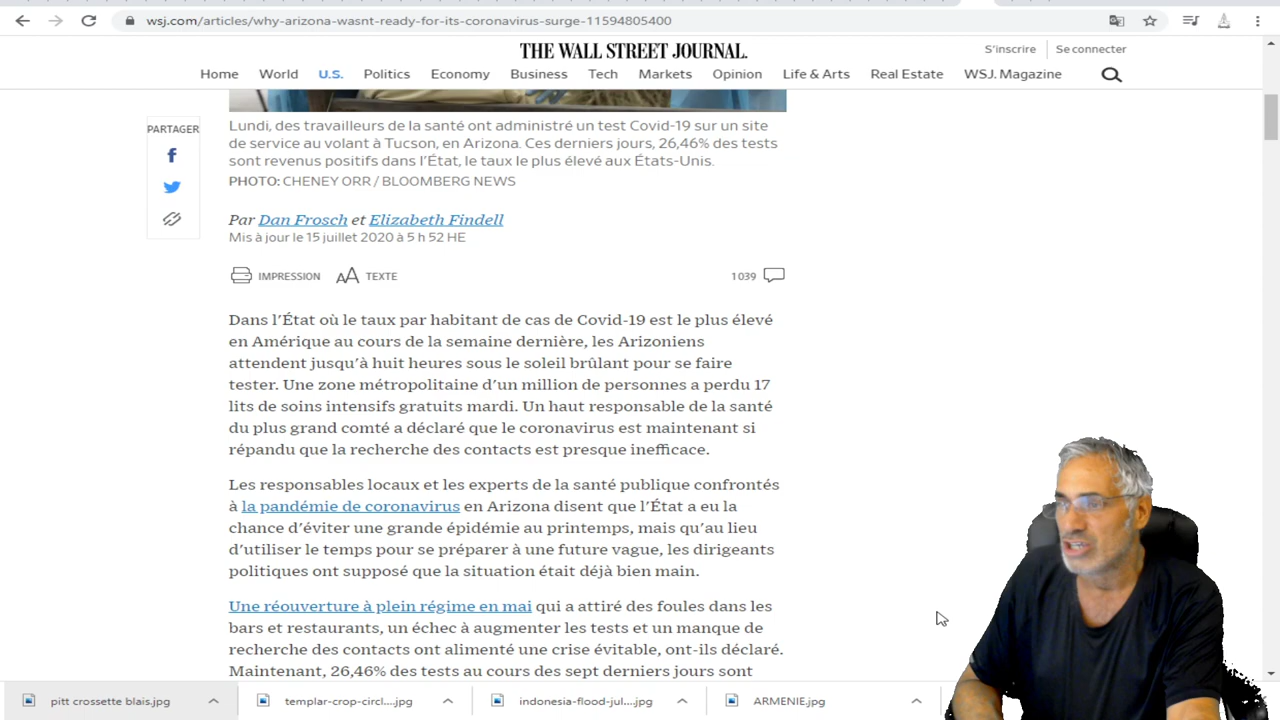 wsj.com/articles/why-arizona-wasnt-ready-for-its-coronavirus-surge-11594805400
THE WALL STREET JOURNAL.
S'inscrire
Se connecter
Home World U.S. Politics Economy Business Tech Markets Opinion Life & Arts Real Estate WSJ. Magazine
PARTAGER
Lundi, des travailleurs de la santé ont administré un test Covid-19 sur un site
de service au volant à Tucson, en Arizona. Ces derniers jours, 26,46% des tests
sont revenus positifs dans l'État, le taux le plus élevé aux États-Unis.
PHOTO: CHENEY ORR / BLOOMBERG NEWS
Par Dan Frosch et Elizabeth Findell
Mis à jour le 15 juillet 2020 à 5 h 52 HE
IMPRESSION AA TEXTE
1 039
Dans l'État où le taux par habitant de cas de Covid-19 est le plus élevé
en Amérique au cours de la semaine dernière, les Arizoniens
attendent jusqu'à huit heures sous le soleil brûlant pour se faire
tester. Une zone métropolitaine d'un million de personnes a perdu 17
lits de soins intensifs gratuits mardi. Un haut responsable de la santé
du plus grand comté a déclaré que le coronavirus est maintenant si
répandu que la recherche des contacts est presque inefficace.
Les responsables locaux et les experts de la santé publique confrontés
à la pandémie de coronavirus en Arizona disent que l'État a eu la
chance d'éviter une grande épidémie au printemps, mais qu'au lieu
d'utiliser le temps pour se préparer à une future vague, les dirigeants
politiques ont supposé que la situation était déjà bien main.
Une réouverture à plein régime en mai qui a attiré des foules dans les
bars et restaurants, un échec à augmenter les tests et un manque de
recherche des contacts ont alimenté une crise évitable, ont-ils déclaré.
Maintenant, 26,46% des tests au cours des sept derniers jours sont
pitt crossette blais.jpg
templar-crop-circl....jpg
indonesia-flood-jul....jpg
ARMENIE.jpg